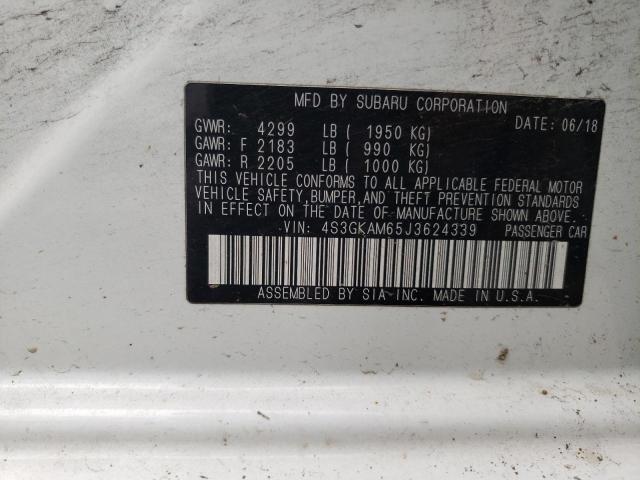 MFD BY SUBARU CORPORATION
DATE: 06/18
GVWR: 4299 LB ( 1950 KG)
GAWR: F 2183 LB ( 990 KG)
GAWR: R 2205 LB ( 1000 KG)
THIS VEHICLE CONFORMS TO ALL APPLICABLE FEDERAL MOTOR
VEHICLE SAFETY,BUMPER,AND THEFT PREVENTION STANDARDS
IN EFFECT ON THE DATE OF MANUFACTURE SHOWN ABOVE.
VIN: 4S3GKAM65J3624339 PASSENGER CAR
ASSEMBLED BY SIA INC. MADE IN U.S.A.